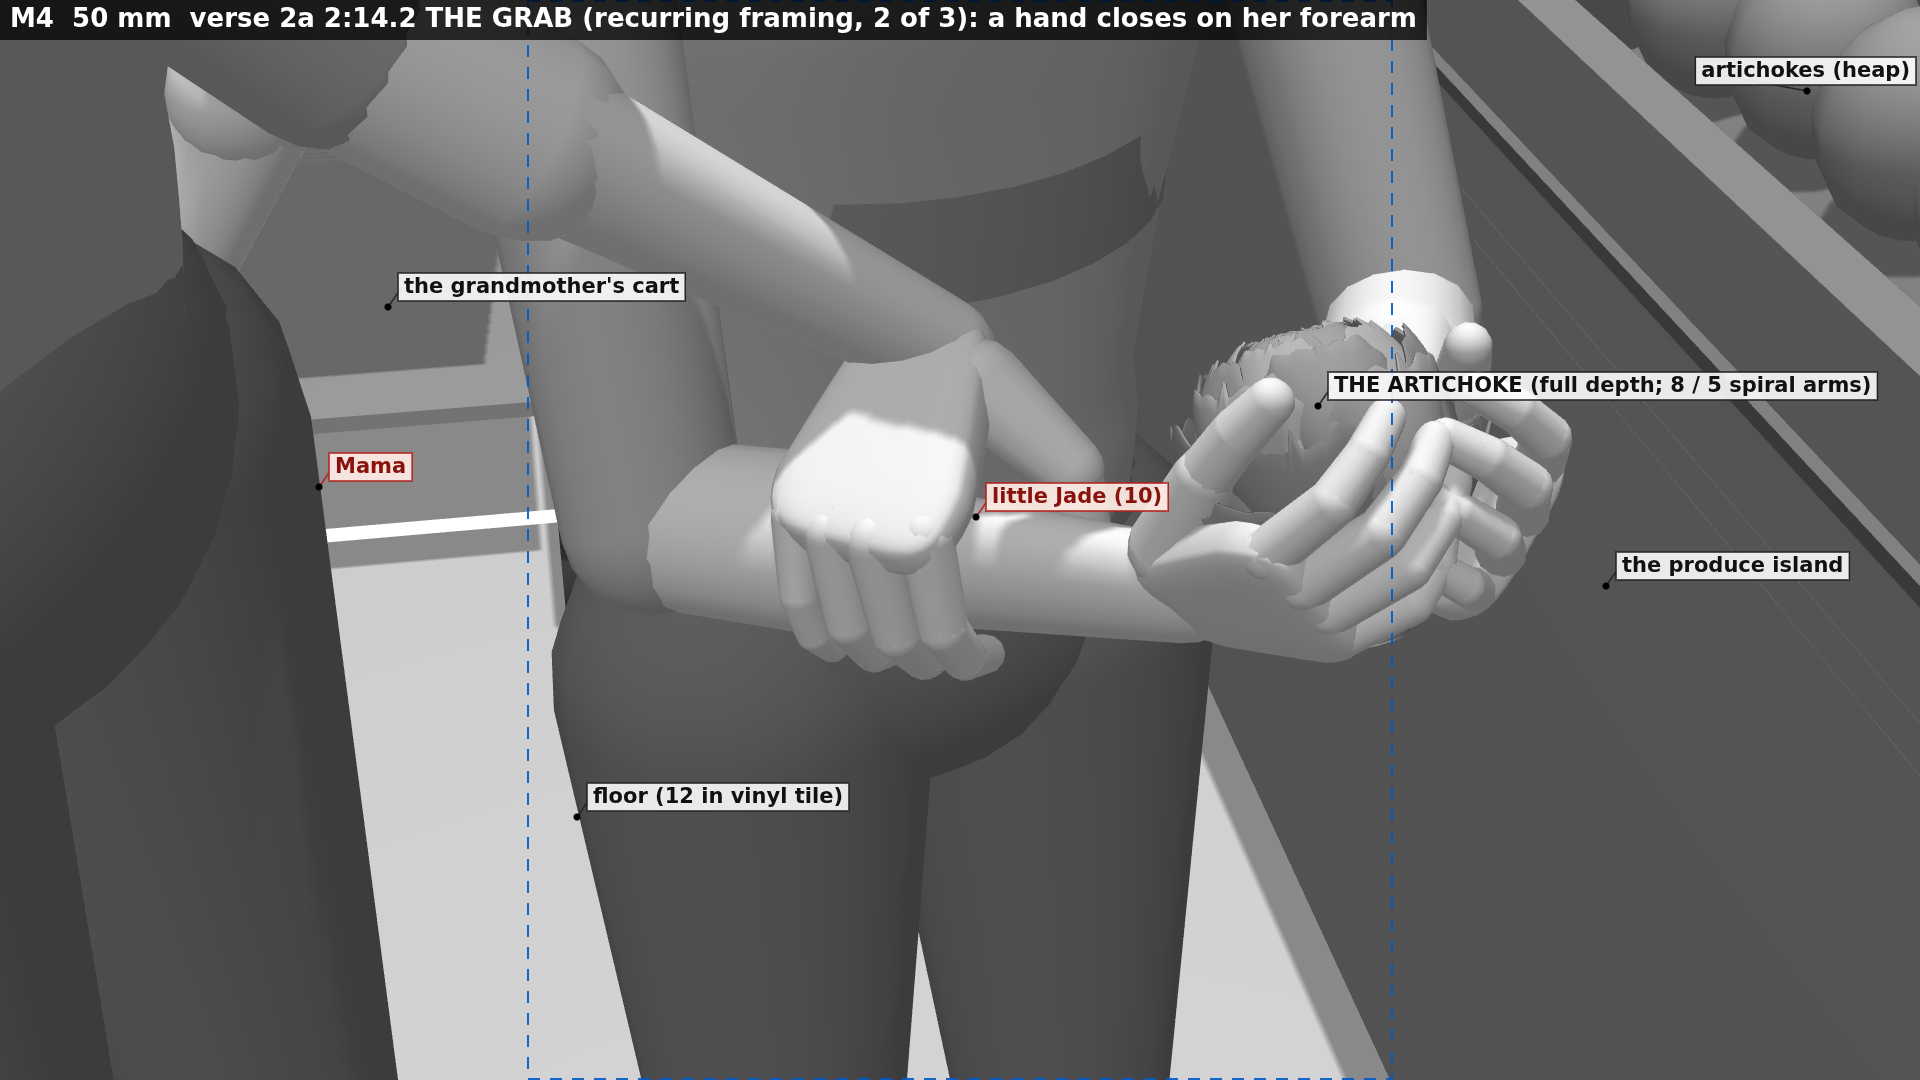 M4 50 mm verse 2a 2:14.2 THE GRAB (recurring framing, 2 of 3): a hand closes on her forearm
artichokes (heap)
the grandmother's cart
THE ARTICHOKE (full depth; 8 / 5 spiral arms)
Mama
little Jade (10)
the produce island
floor (12 in vinyl tile)